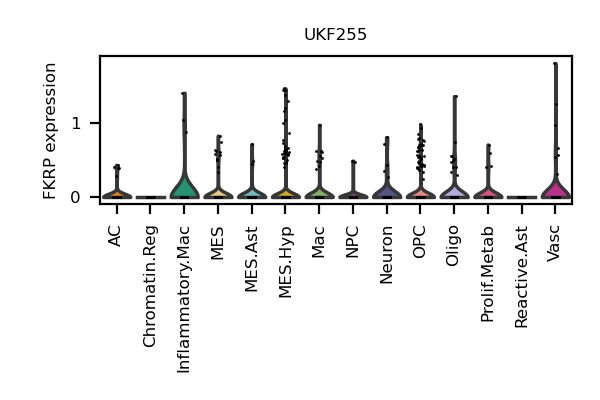 UKF255
FKRP expression
1
0
AC
Chromatin.Reg
Inflammatory.Mac
MES
MES.Ast
MES.Hyp
Mac
NPC
Neuron
OPC
Oligo
Prolif.Metab
Reactive.Ast
Vasc